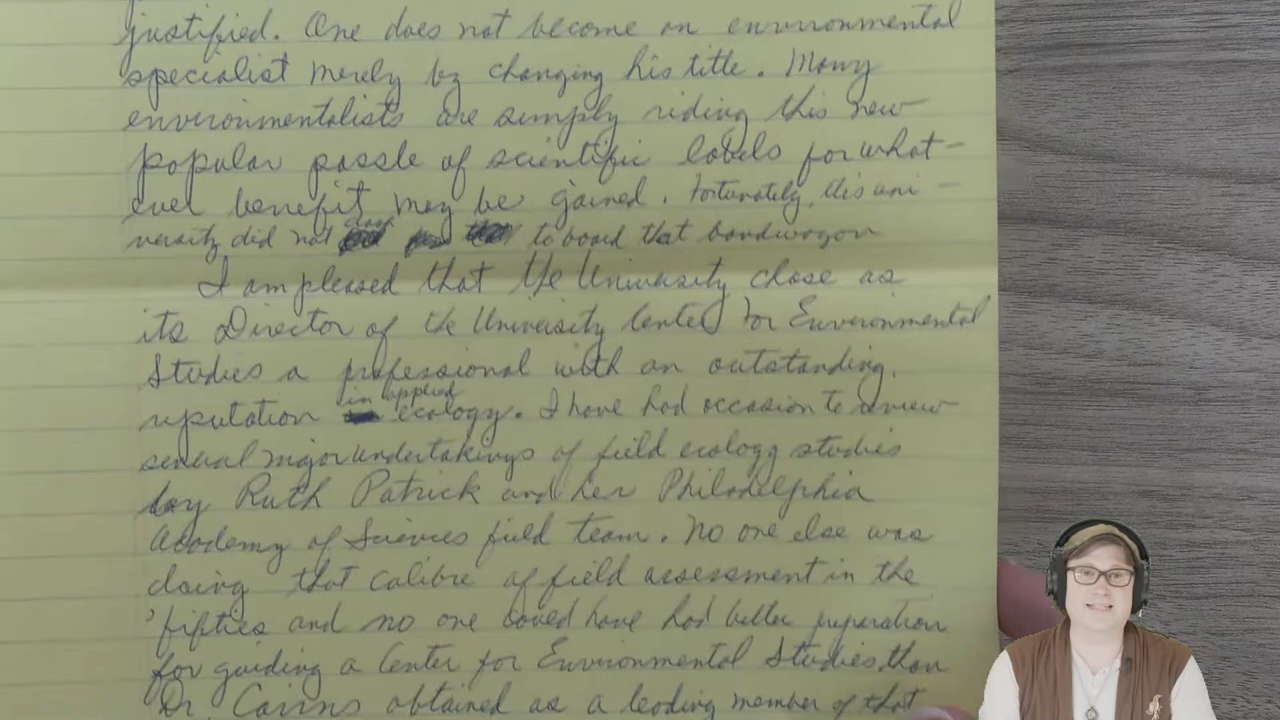 justified. One does not become an environmental
specialist merely by changing his title. Many
environmentalists are simply riding this new
popular passle of scientific labels for what-
ever benefit may be gained. Fortunately, this uni-
versity did not to board that bandwagon
I am pleased that the University chose as
its Director of the University Center for Environmental
Studies a professional with an outstanding
reputation in applied ecology. I have had occasion to review
several major undertakings of field ecology studies
by Ruth Patrick and her Philadelphia
Academy of Sciences field team. No one else was
doing that calibre of field assessment in the
'fifties and no one could have had better preparation
for guiding a Center for Environmental Studies, than
Dr. Cairns obtained as a leading member of that